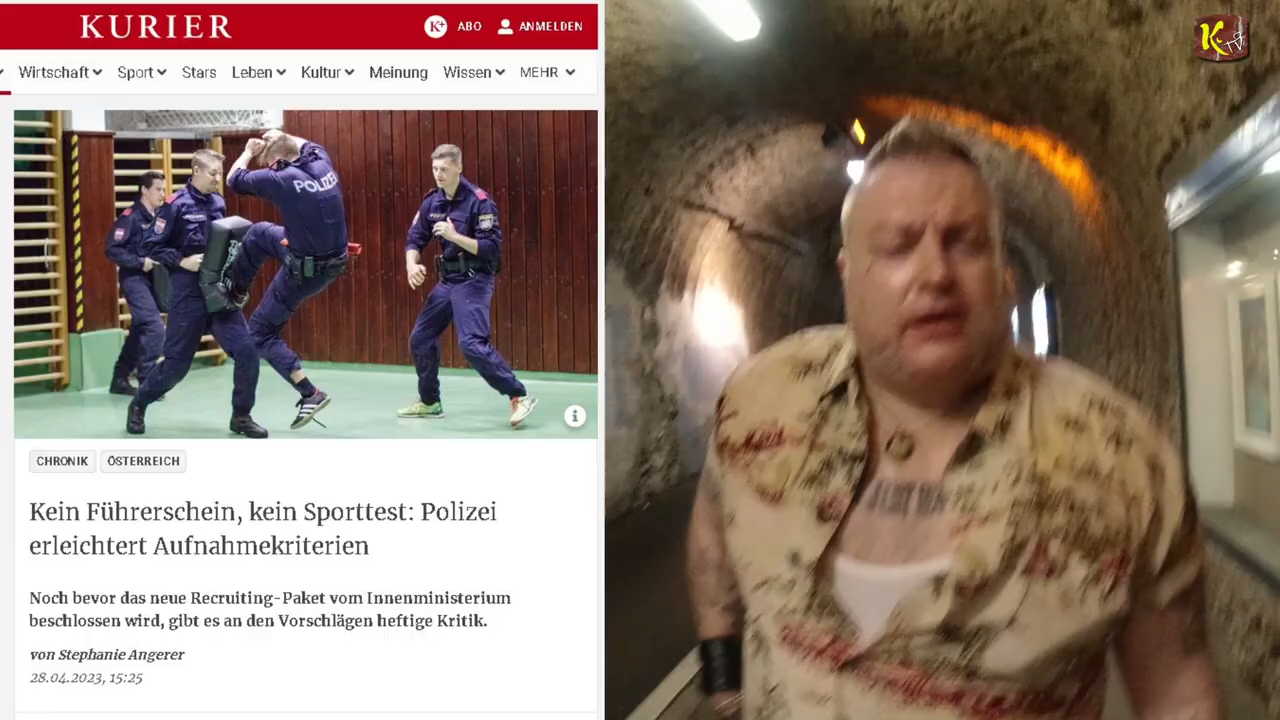 KURIER
K+ ABO ANMELDEN
Wirtschaft Sport Stars Leben Kultur Meinung Wissen MEHR
POLIZEI
CHRONIK ÖSTERREICH
Kein Führerschein, kein Sporttest: Polizei
erleichtert Aufnahmekriterien
Noch bevor das neue Recruiting-Paket vom Innenministerium
beschlossen wird, gibt es an den Vorschlägen heftige Kritik.
von Stephanie Angerer
28.04.2023, 15:25